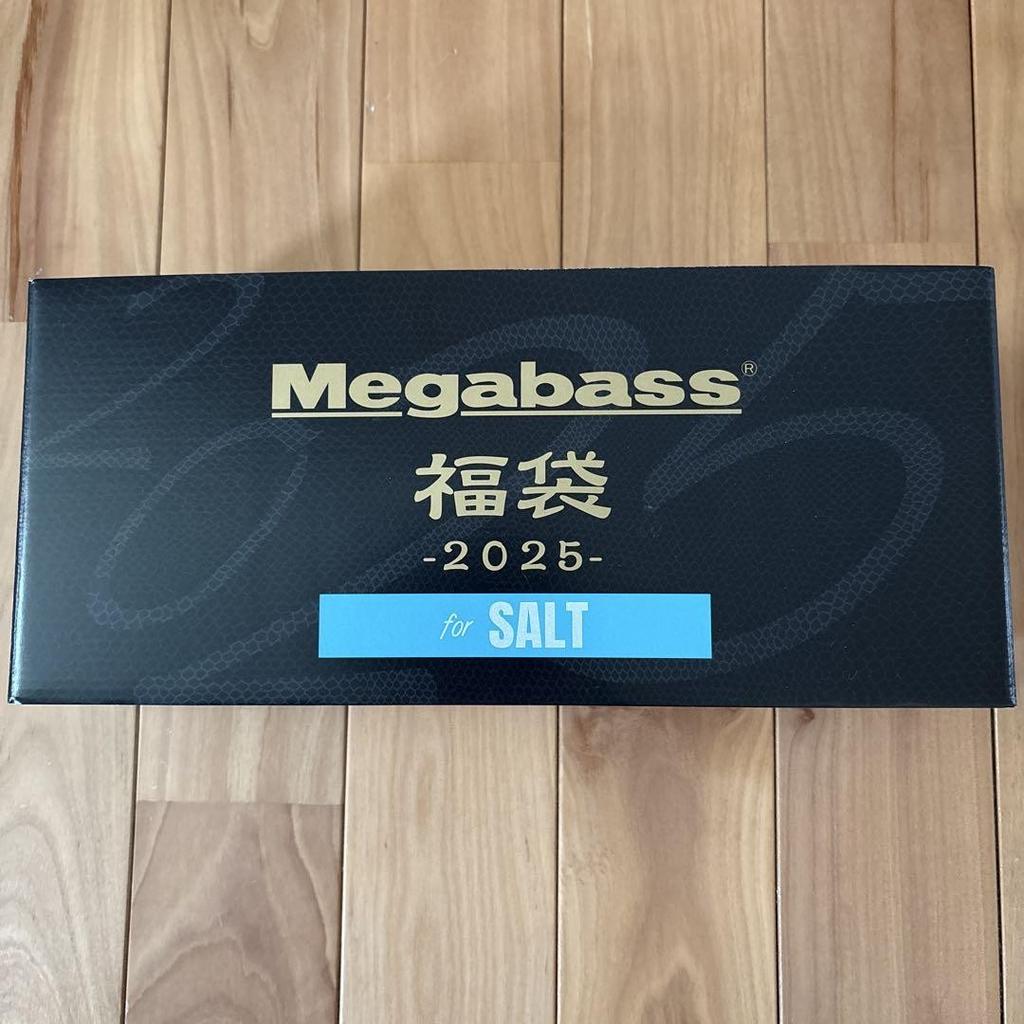 Megabass®
福袋
-2025-
for SALT